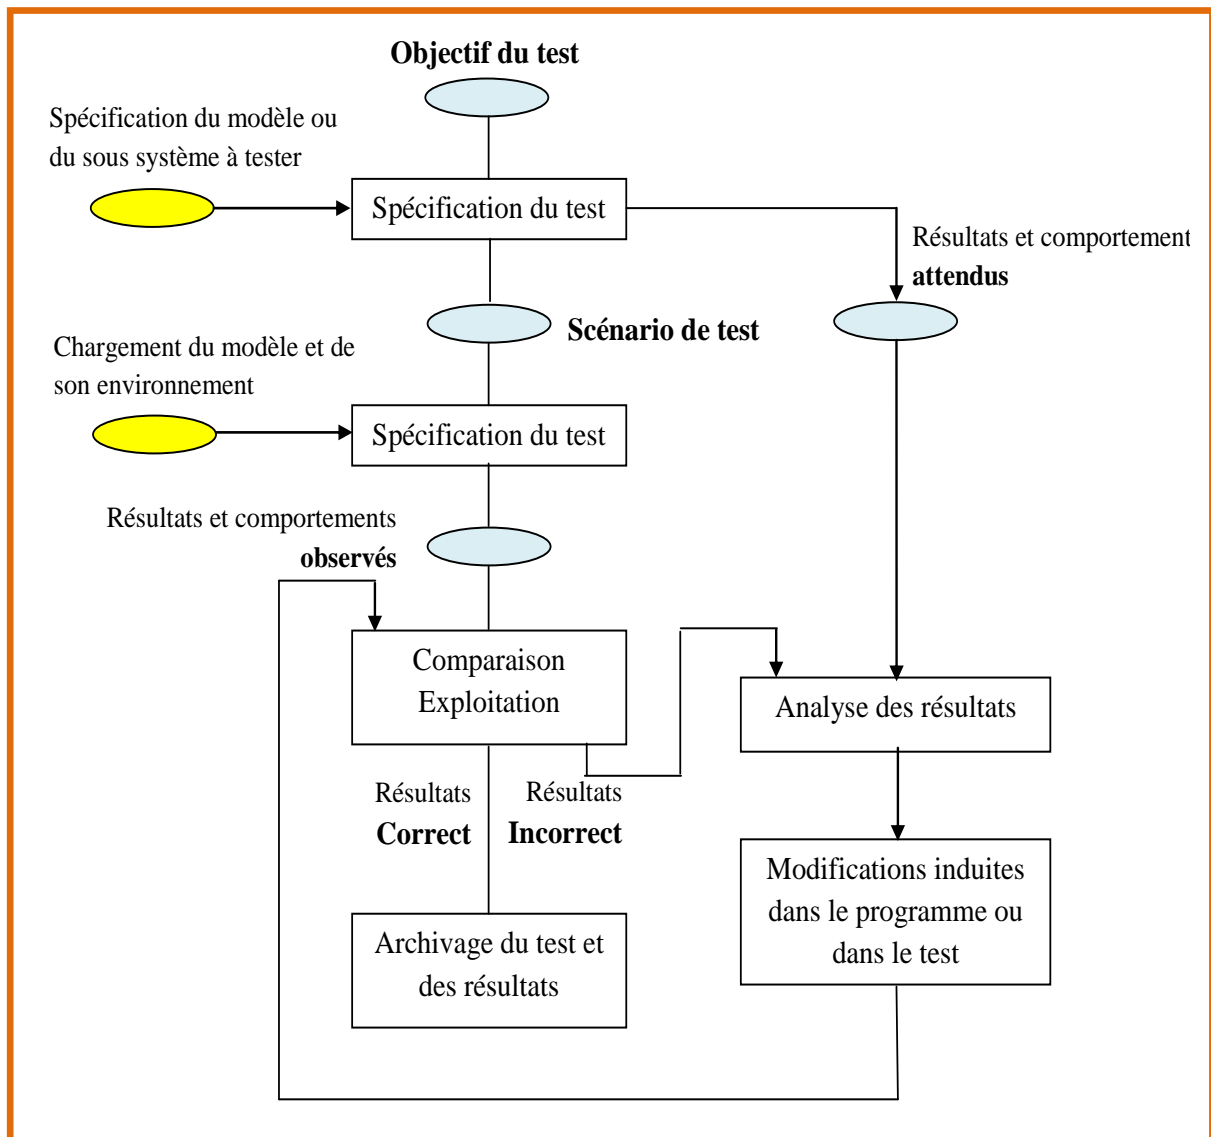 Objectif du test
Spécification du modèle ou
du sous système à tester
Spécification du test
Résultats et comportement
attendus
Scénario de test
Chargement du modèle et de
son environnement
Spécification du test
Résultats et comportements
observés
Comparaison
Exploitation
Analyse des résultats
Résultats
Correct
Résultats
Incorrect
Modifications induites
dans le programme ou
dans le test
Archivage du test et
des résultats